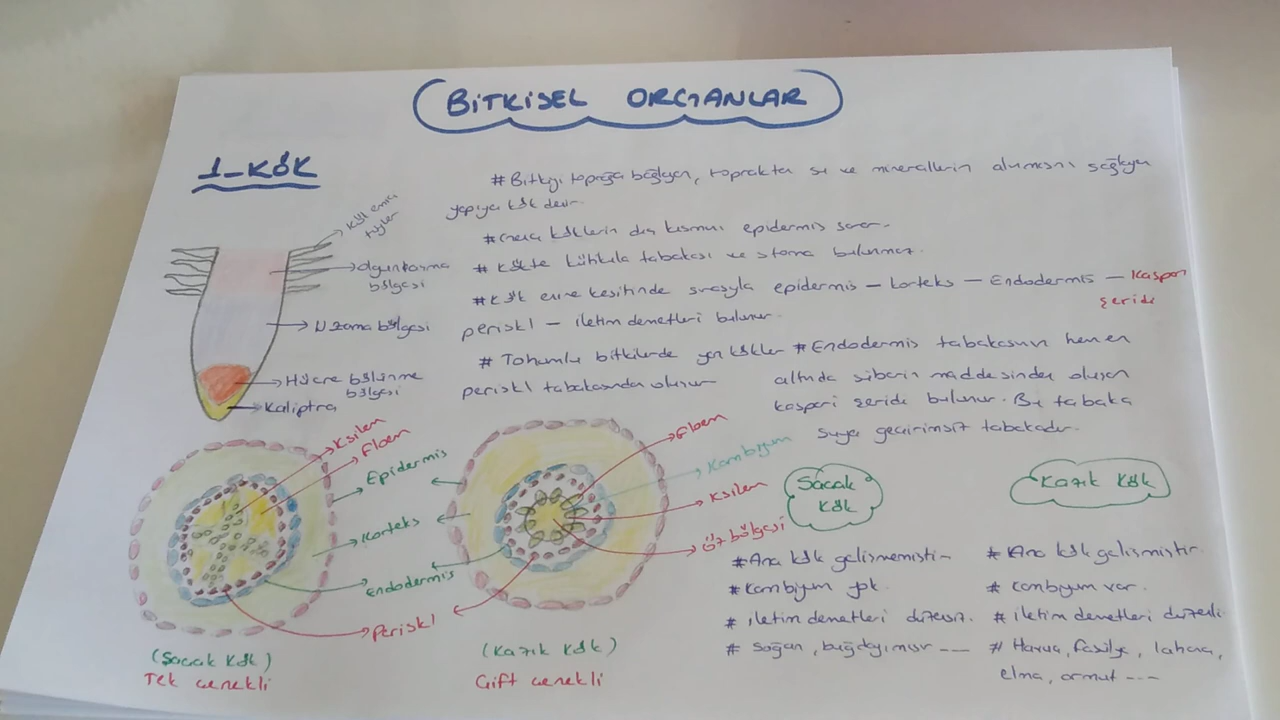 BİTKİSEL ORGANLAR
1-KÖK
# Bitkiyi toprağa bağlayan, topraktan su ve minerallerin alınmasını sağlayan
yapıya kök denir.
# Genç köklerin dış kısmını epidermis sarar.
# Kökte kütikula tabakası ve stoma bulunmaz.
# Kök enine kesitinde sırasıyla epidermis - korteks - Endodermis - Kaspari
şeridi
periskl - iletim demetleri bulunur.
# Tohumlu bitkilerde yan kökler
periskl tabakasından oluşur
# Endodermis tabakasının hemen
altında süberin maddesinden oluşan
kaspari şeridi bulunur. Bu tabaka
suya geçirimsiz tabakadır.
Kök emici
tüyler
Olgunlaşma
bölgesi
Uzama bölgesi
Hücre bölünme
bölgesi
Kaliptra
Ksilem
Floem
Epidermis
Korteks
Endodermis
Periskl
(Saçak Kök)
Tek çenekli
Floem
Kambiyum
Ksilem
Öz bölgesi
(Kazık Kök)
Çift çenekli
Saçak
Kök
# Ana kök gelişmemiştir
# Kambiyum yok.
# iletim demetleri düzensiz.
# Soğan, buğday, mısır ---
Kazık Kök
# Ana kök gelişmiştir.
# Kambiyum var.
# iletim demetleri düzenli
# Havuç, fasülye, lahana,
elma, armut ---